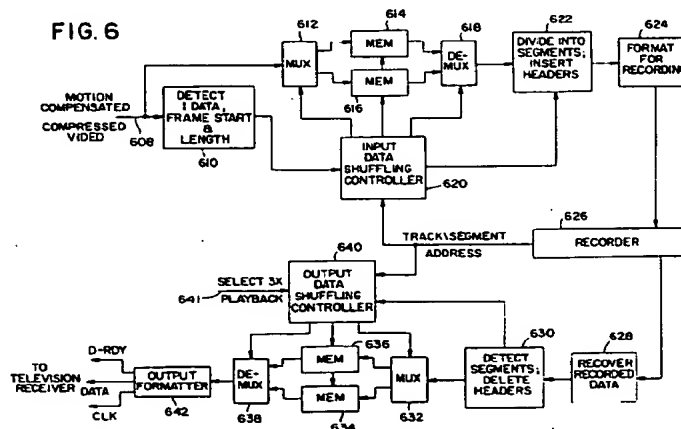 FIG. 6
612
614
618
622
624
MUX
MEM
DE-
MUX
DIVIDE INTO
SEGMENTS;
INSERT
HEADERS
FORMAT
FOR
RECORDING
MEM
616
MOTION
COMPENSATED
COMPRESSED
VIDEO
608
DETECT
I DATA,
FRAME START
&
LENGTH
610
INPUT
DATA
SHUFFLING
CONTROLLER
620
626
RECORDER
TRACK\SEGMENT
ADDRESS
640
OUTPUT
DATA
SHUFFLING
CONTROLLER
SELECT 3X
641
PLAYBACK
636
630
628
D-RDY
TO
TELEVISION
RECEIVER
DATA
CLK
OUTPUT
FORMATTER
642
DE-
MUX
638
MEM
MEM
634
MUX
632
DETECT
SEGMENTS;
DELETE
HEADERS
RECOVER
RECORDED
DATA